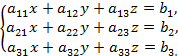 a₁₁x + a₁₂y + a₁₃z = b₁,
a₂₁x + a₂₂y + a₂₃z = b₂,
a₃₁x + a₃₂y + a₃₃z = b₃.